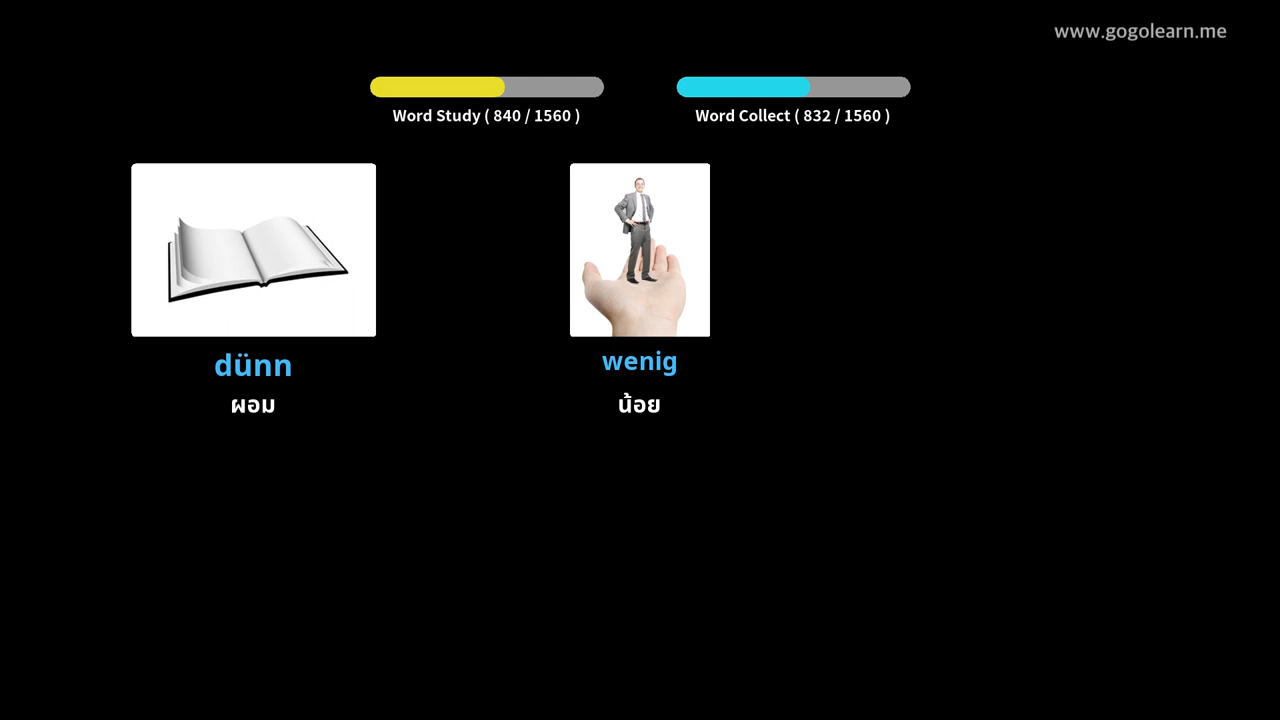 www.gogolearn.me
Word Study ( 840 / 1560 )
Word Collect ( 832 / 1560 )
dünn
ผอม
wenig
น้อย